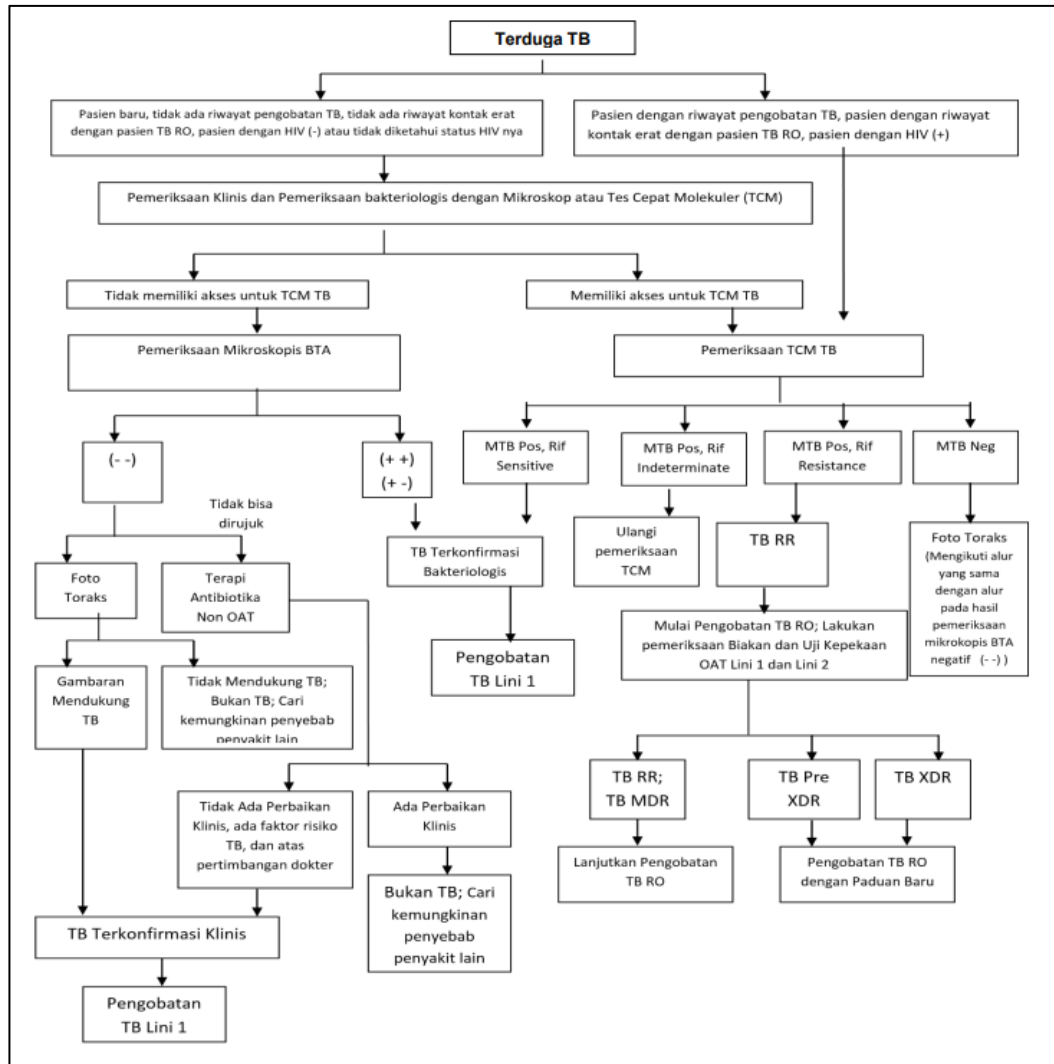 Terduga TB
Pasien baru, tidak ada riwayat pengobatan TB, tidak ada riwayat kontak erat
dengan pasien TB RO, pasien dengan HIV (-) atau tidak diketahui status HIV nya
Pasien dengan riwayat pengobatan TB, pasien dengan riwayat
kontak erat dengan pasien TB RO, pasien dengan HIV (+)
Pemeriksaan Klinis dan Pemeriksaan bakteriologis dengan Mikroskop atau Tes Cepat Molekuler (TCM)
Tidak memiliki akses untuk TCM TB
Memiliki akses untuk TCM TB
Pemeriksaan Mikroskopis BTA
Pemeriksaan TCM TB
(- -)
(+ +)
(+ -)
MTB Pos, Rif
Sensitive
MTB Pos, Rif
Indeterminate
MTB Pos, Rif
Resistance
MTB Neg
Tidak bisa
dirujuk
Foto
Toraks
Terapi
Antibiotika
Non OAT
TB Terkonfirmasi
Bakteriologis
Ulangi
pemeriksaan
TCM
TB RR
Foto Toraks
(Mengikuti alur
yang sama
dengan alur
pada hasil
pemeriksaan
mikrokopis BTA
negatif (- -) )
Pengobatan
TB Lini 1
Mulai Pengobatan TB RO; Lakukan
pemeriksaan Biakan dan Uji Kepekaan
OAT Lini 1 dan Lini 2
Gambaran
Mendukung
TB
Tidak Mendukung TB;
Bukan TB; Cari
kemungkinan penyebab
penyakit lain
TB RR;
TB MDR
TB Pre
XDR
TB XDR
Tidak Ada Perbaikan
Klinis, ada faktor risiko
TB, dan atas
pertimbangan dokter
Ada Perbaikan
Klinis
Lanjutkan Pengobatan
TB RO
Pengobatan TB RO
dengan Paduan Baru
Bukan TB; Cari
kemungkinan
penyebab
penyakit lain
TB Terkonfirmasi Klinis
Pengobatan
TB Lini 1